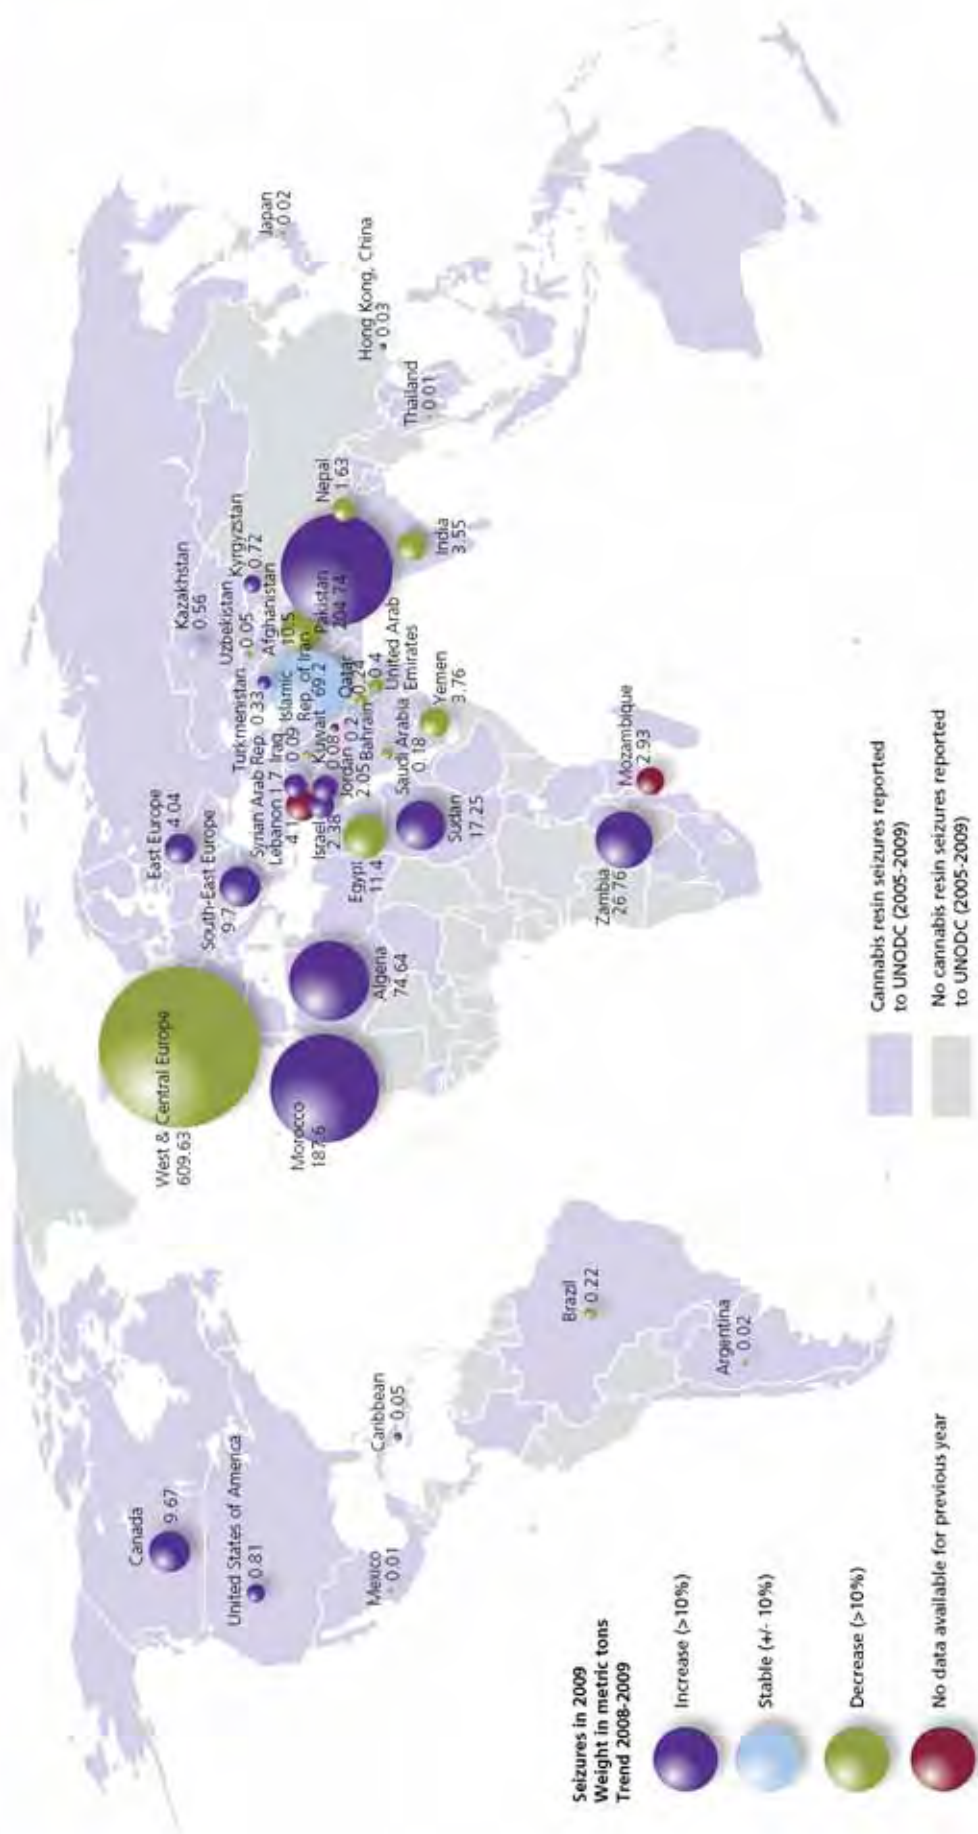 Canada
9.67
United States of America
0.81
Mexico
0.01
Caribbean
0.05
Brazil
0.22
Argentina
0.02
West & Central Europe
609.63
Morocco
187.6
Algeria
74.64
East Europe
4.04
South-East Europe
9.7
Syrian Arab Rep.
1.7
Lebanon
4.1
Israel
2.38
Jordan
2.05
Egypt
11.4
Sudan
17.25
Zambia
26.76
Mozambique
2.93
Iraq
0.09
Kuwait
0.08
Bahrain
0.2
Saudi Arabia
0.18
Yemen
3.76
Qatar
0.24
United Arab
Emirates
0.4
Turkmenistan
0.33
Islamic
Rep. of Iran
69.2
Uzbekistan
0.05
Afghanistan
10.5
Kazakhstan
0.56
Kyrgyzstan
0.72
Pakistan
204.74
Nepal
1.63
India
3.55
Thailand
0.01
Hong Kong, China
0.03
Japan
0.02
Seizures in 2009
Weight in metric tons
Trend 2008-2009
Increase (>10%)
Stable (+/- 10%)
Decrease (>10%)
No data available for previous year
Cannabis resin seizures reported
to UNODC (2005-2009)
No cannabis resin seizures reported
to UNODC (2005-2009)